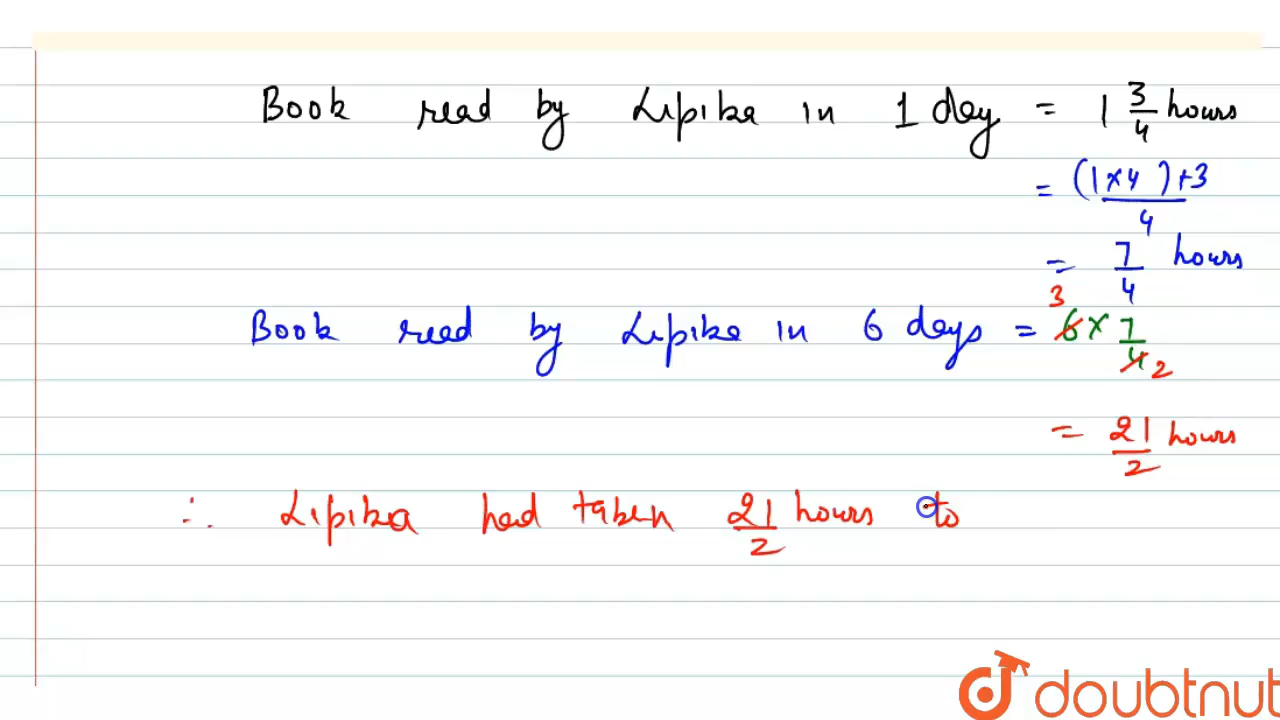 Book read by Lipika in 1 day = 1 3/4 hours
= (1×4)+3/4
= 7/4 hours
3
Book read by Lipika in 6 days = 6 × 7/4
2
= 21/2 hours
∴ Lipika had taken 21/2 hours to
doubtnut